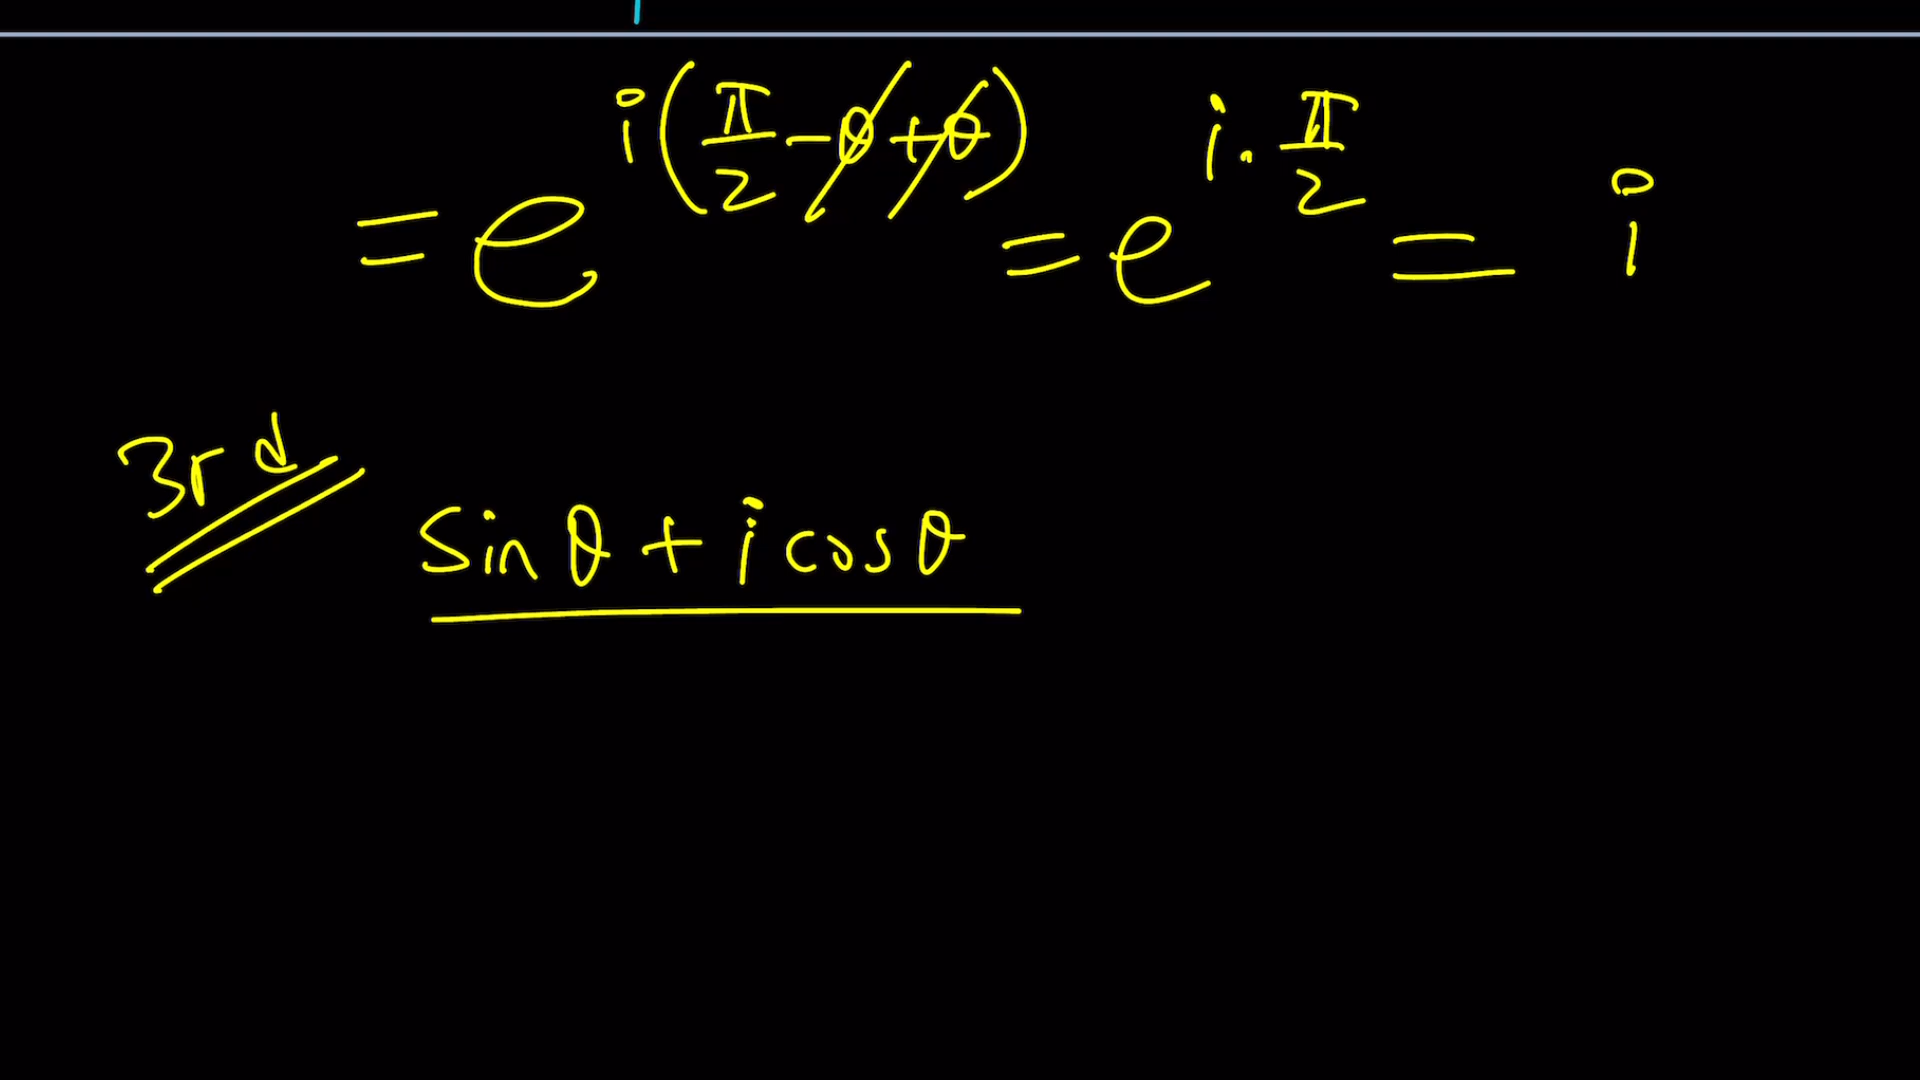 = e^{i(π/2 - θ + θ)} = e^{i · π/2} = i
3rd
sin θ + i cos θ